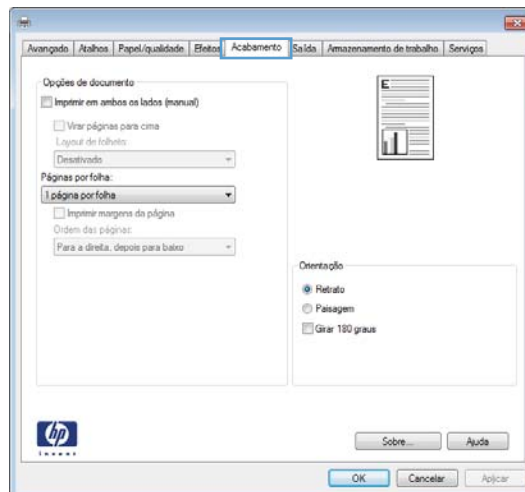 Avançado Atalhos Papel/qualidade Efeitos Acabamento Saída Armazenamento de trabalho Serviços
Opções de documento
Imprimir em ambos os lados (manual)
Virar páginas para cima
Layout de folheto:
Desativado
Páginas por folha:
1 página por folha
Imprimir margens da página
Ordem das páginas:
Para a direita, depois para baixo
E
Orientação
Retrato
Paisagem
Girar 180 graus
hp
invent
Sobre... Ajuda
OK Cancelar Aplicar